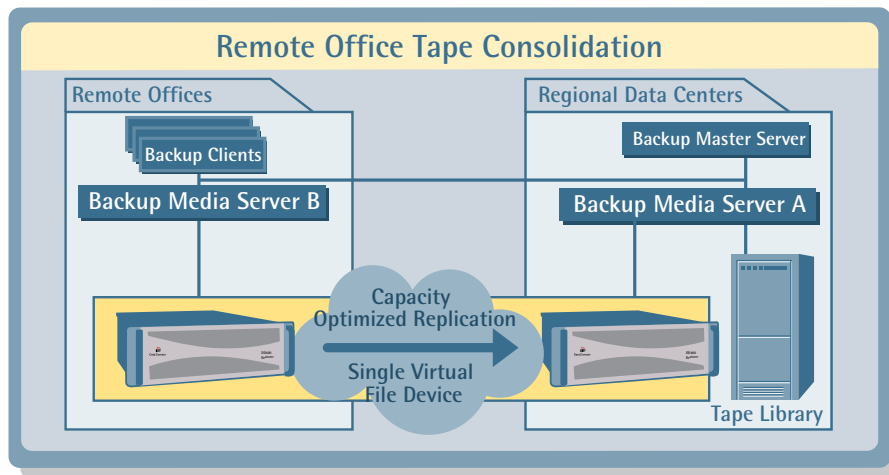 Remote Office Tape Consolidation
Remote Offices
Backup Clients
Backup Media Server B
Regional Data Centers
Backup Master Server
Backup Media Server A
Capacity
Optimized Replication
Single Virtual
File Device
Tape Library